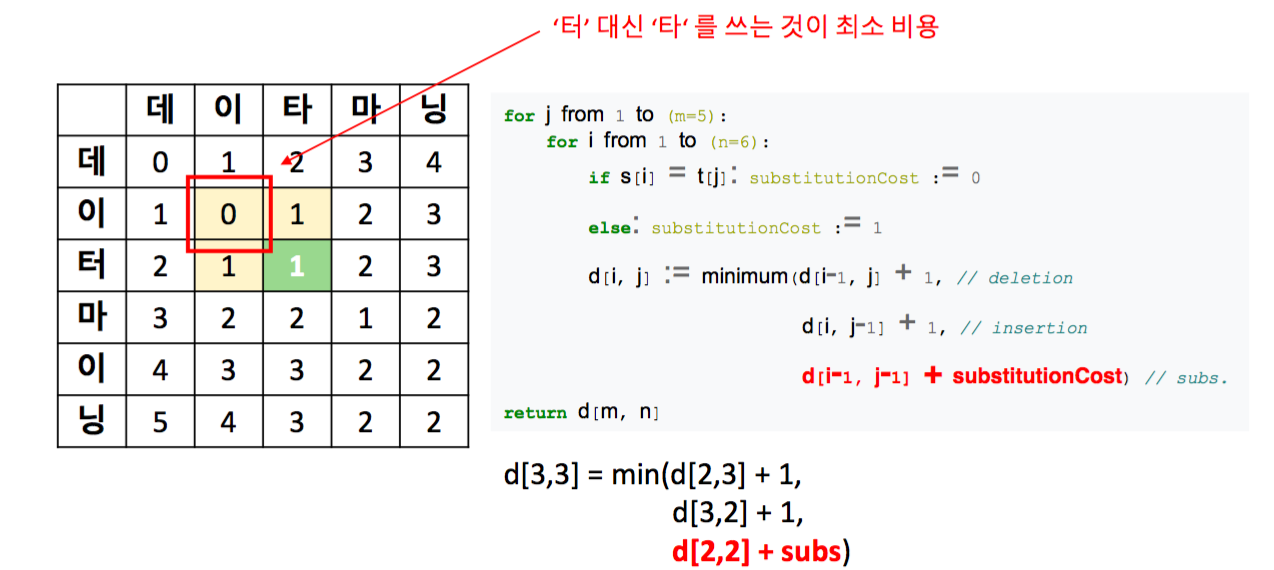 ‘터’ 대신 ‘타‘ 를 쓰는 것이 최소 비용
데 이 타 마 닝
데 0 1 2 3 4
이 1 0 1 2 3
터 2 1 1 2 3
마 3 2 2 1 2
이 4 3 3 2 2
닝 5 4 3 2 2
for j from 1 to (m=5):
for i from 1 to (n=6):
if s[i] = t[j]: substitutionCost := 0
else: substitutionCost := 1
d[i, j] := minimum(d[i-1, j] + 1, // deletion
d[i, j-1] + 1, // insertion
d[i-1, j-1] + substitutionCost) // subs.
return d[m, n]
d[3,3] = min(d[2,3] + 1,
d[3,2] + 1,
d[2,2] + subs)